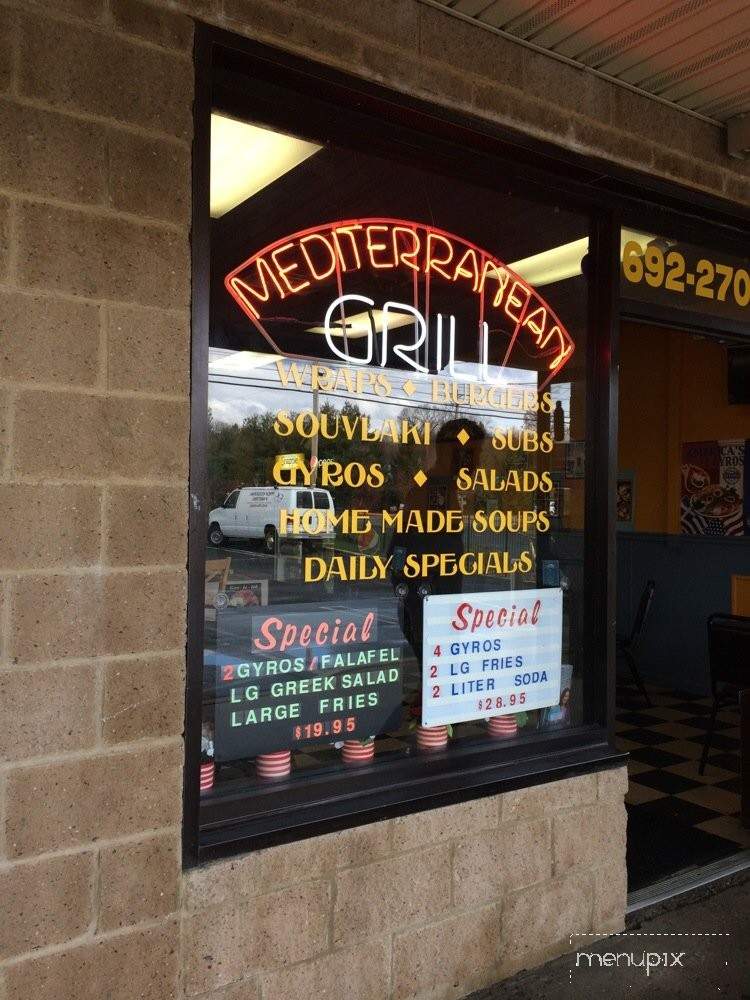 MEDITERRANEAN
GRILL
WRAPS ♦ BURGERS
SOUVLAKI ♦ SUBS
GYROS ♦ SALADS
HOME MADE SOUPS
DAILY SPECIALS
692-270
Special
2 GYROS / FALAFEL
LG GREEK SALAD
LARGE FRIES
$19.95
Special
4 GYROS
2 LG FRIES
2 LITER SODA
$28.95
menupix